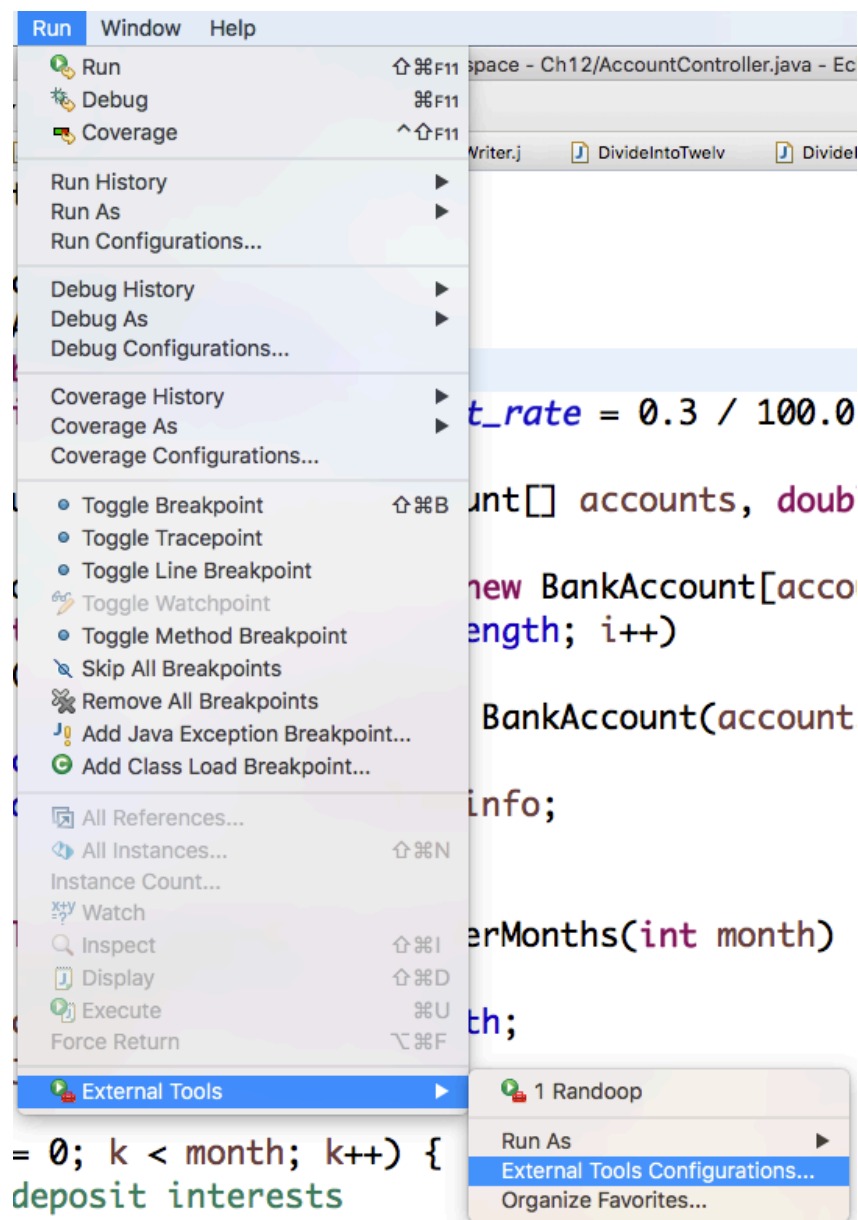 Run Window Help
Run ⇧⌘F11
space - Ch12/AccountController.java - Ec
Debug ⌘F11
Coverage ^⇧F11
Writer.j DivideIntoTwelv Divide
Run History ▶
Run As ▶
Run Configurations...
Debug History ▶
Debug As ▶
Debug Configurations...
Coverage History ▶
t_rate = 0.3 / 100.0
Coverage As ▶
Coverage Configurations...
Toggle Breakpoint ⇧⌘B
unt[] accounts, doub
Toggle Tracepoint
Toggle Line Breakpoint
new BankAccount[accou
Toggle Watchpoint
Toggle Method Breakpoint
ength; i++)
Skip All Breakpoints
Remove All Breakpoints
BankAccount(account
Add Java Exception Breakpoint...
Add Class Load Breakpoint...
info;
All References...
All Instances... ⇧⌘N
Instance Count...
Watch
erMonths(int month)
Inspect ⇧⌘I
Display ⇧⌘D
Execute ⌘U
th;
Force Return ⌥⌘F
External Tools ▶
1 Randoop
Run As ▶
External Tools Configurations...
Organize Favorites...
= 0; k < month; k++) {
deposit interests